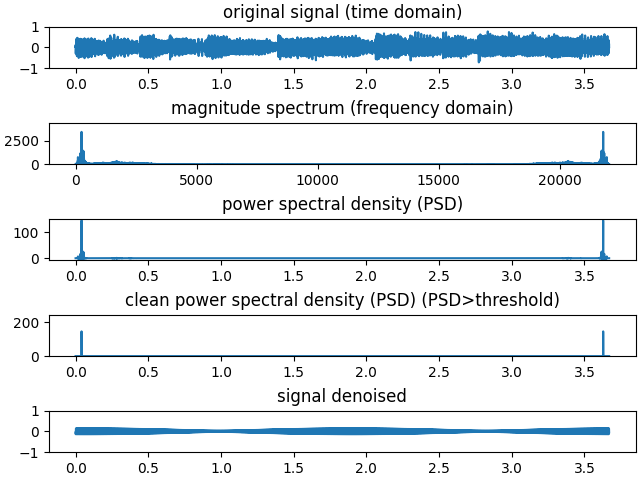 original signal (time domain)
1
0
−1
0.0 0.5 1.0 1.5 2.0 2.5 3.0 3.5
magnitude spectrum (frequency domain)
2500
0
0 5000 10000 15000 20000
power spectral density (PSD)
100
0
0.0 0.5 1.0 1.5 2.0 2.5 3.0 3.5
clean power spectral density (PSD) (PSD>threshold)
200
0
0.0 0.5 1.0 1.5 2.0 2.5 3.0 3.5
signal denoised
1
0
−1
0.0 0.5 1.0 1.5 2.0 2.5 3.0 3.5